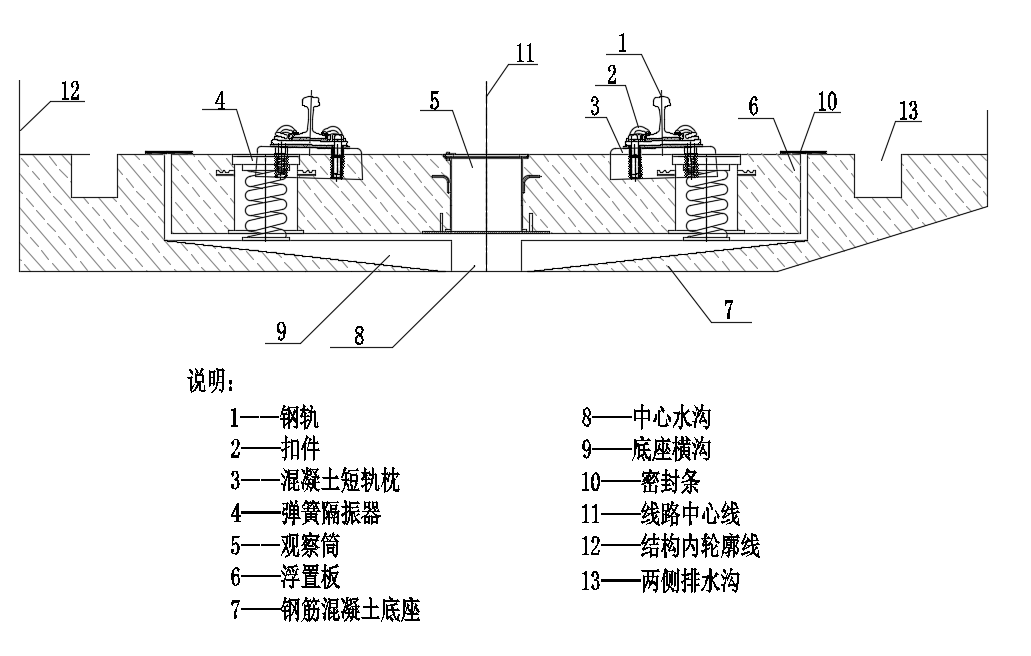 1
11
2
12
4
3
5
6
10
13
9
8
7
说明:
1——钢轨
2——扣件
3——混凝土短轨枕
4——弹簧隔振器
5——观察筒
6——浮置板
7——钢筋混凝土底座
8——中心水沟
9——底座横沟
10——密封条
11——线路中心线
12——结构内轮廓线
13——两侧排水沟